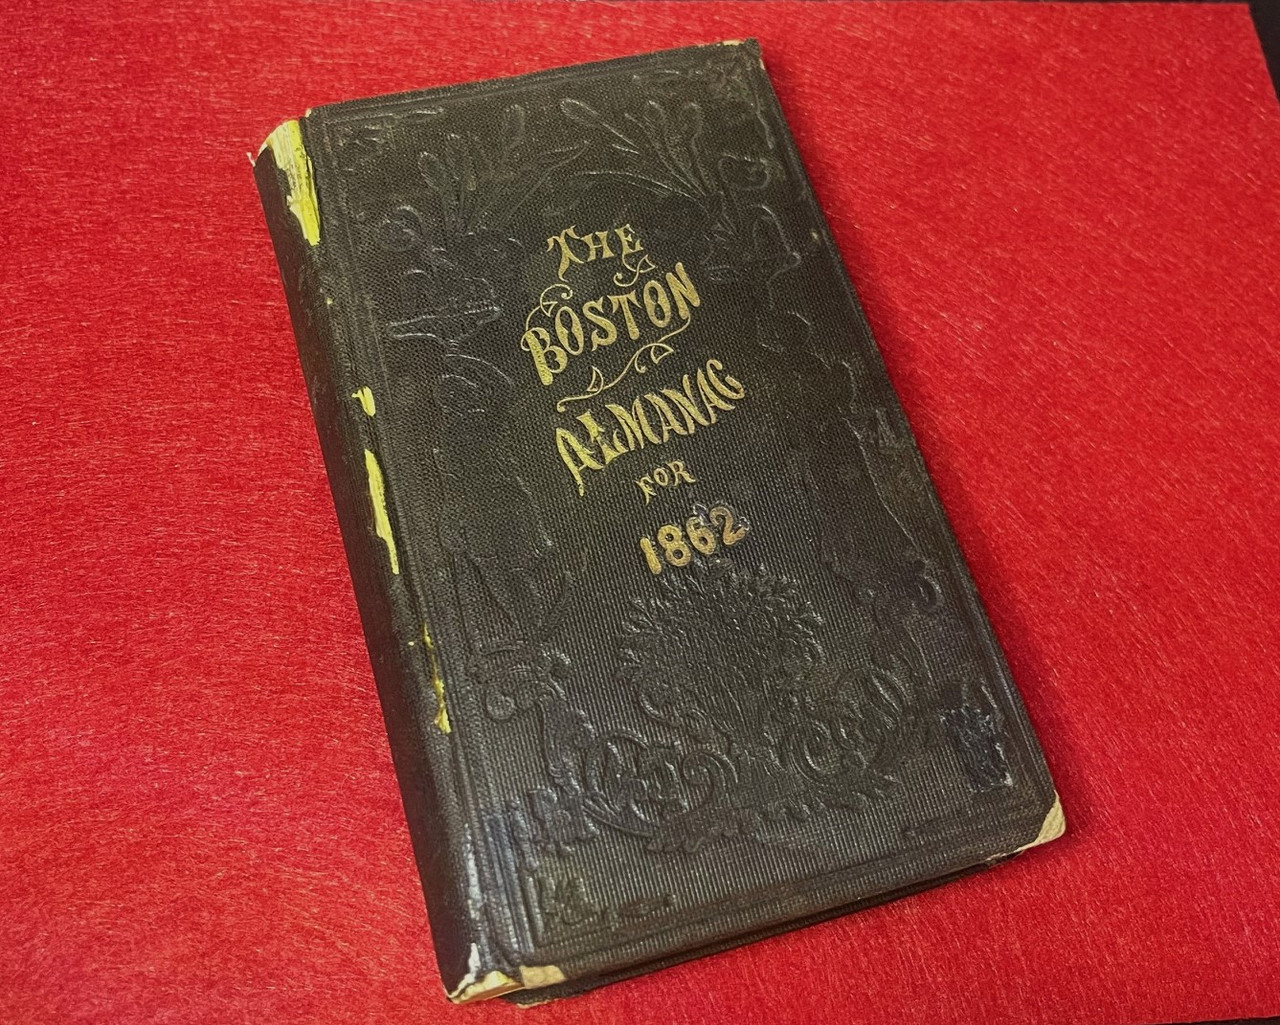 THE
BOSTON
ALMANAC
FOR
1862